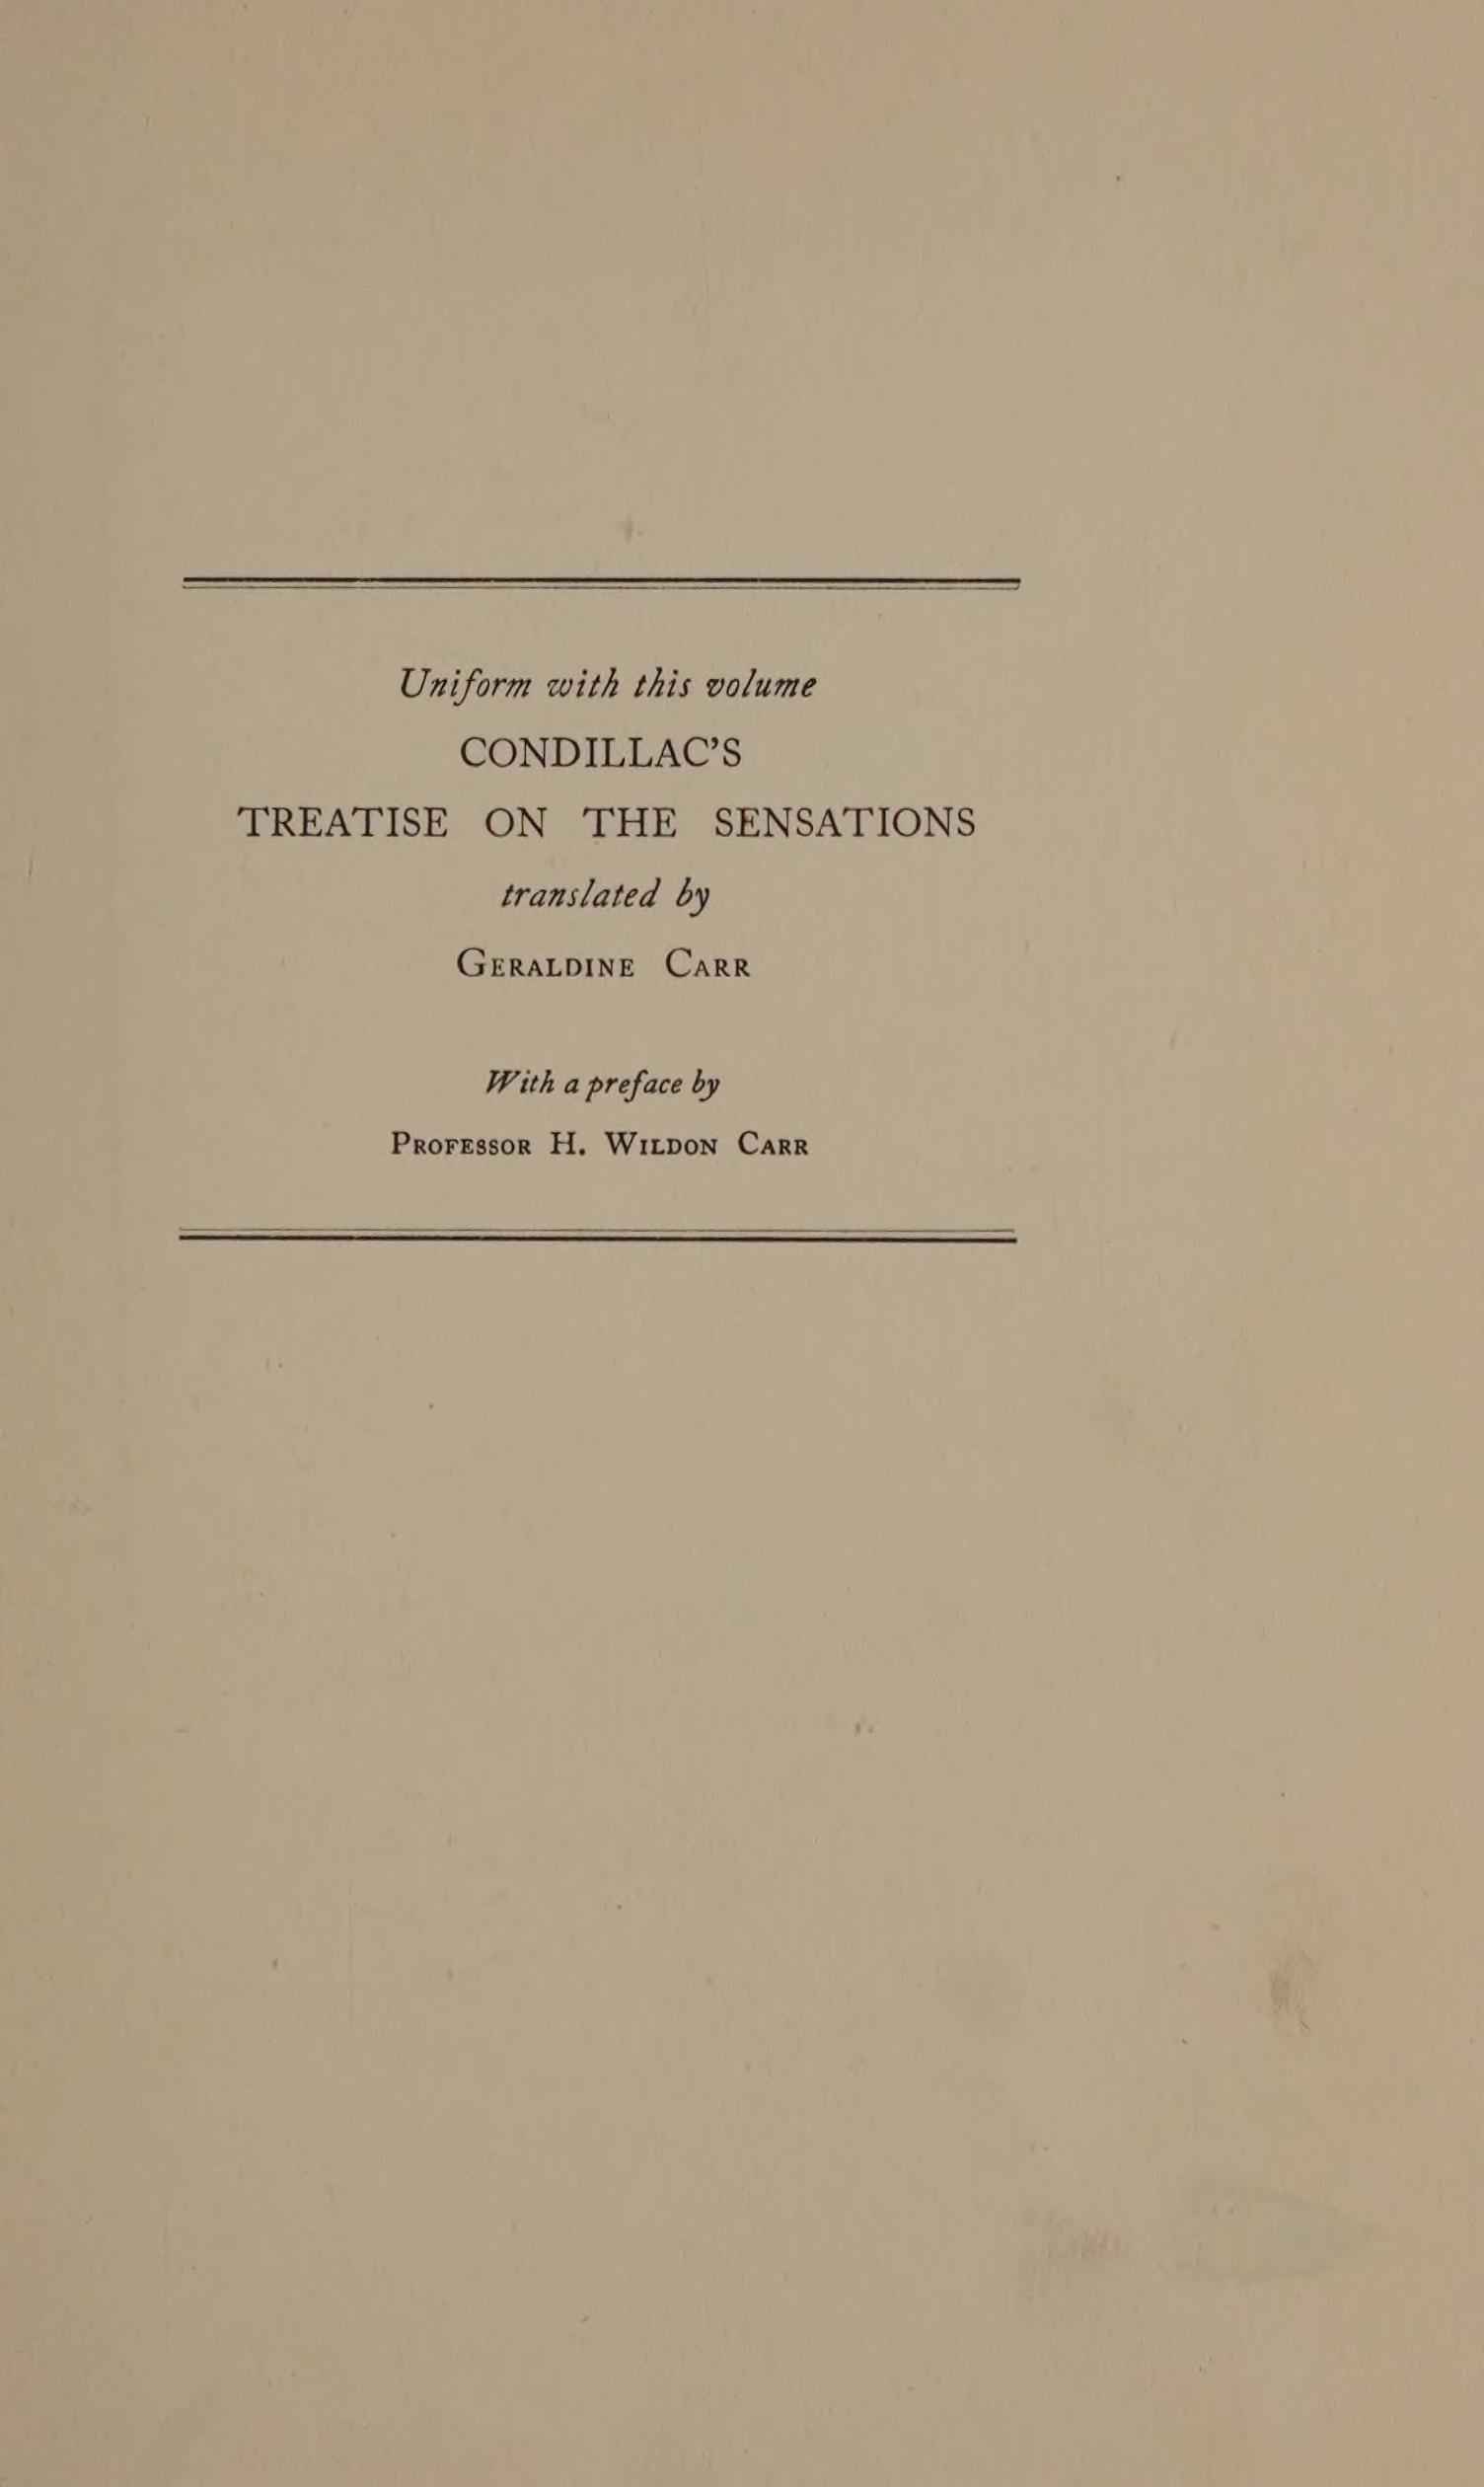 Uniform with this volume
CONDILLAC’S
TREATISE ON THE SENSATIONS
translated by
GERALDINE CARR
With a preface by
PROFESSOR H. WILDON CARR